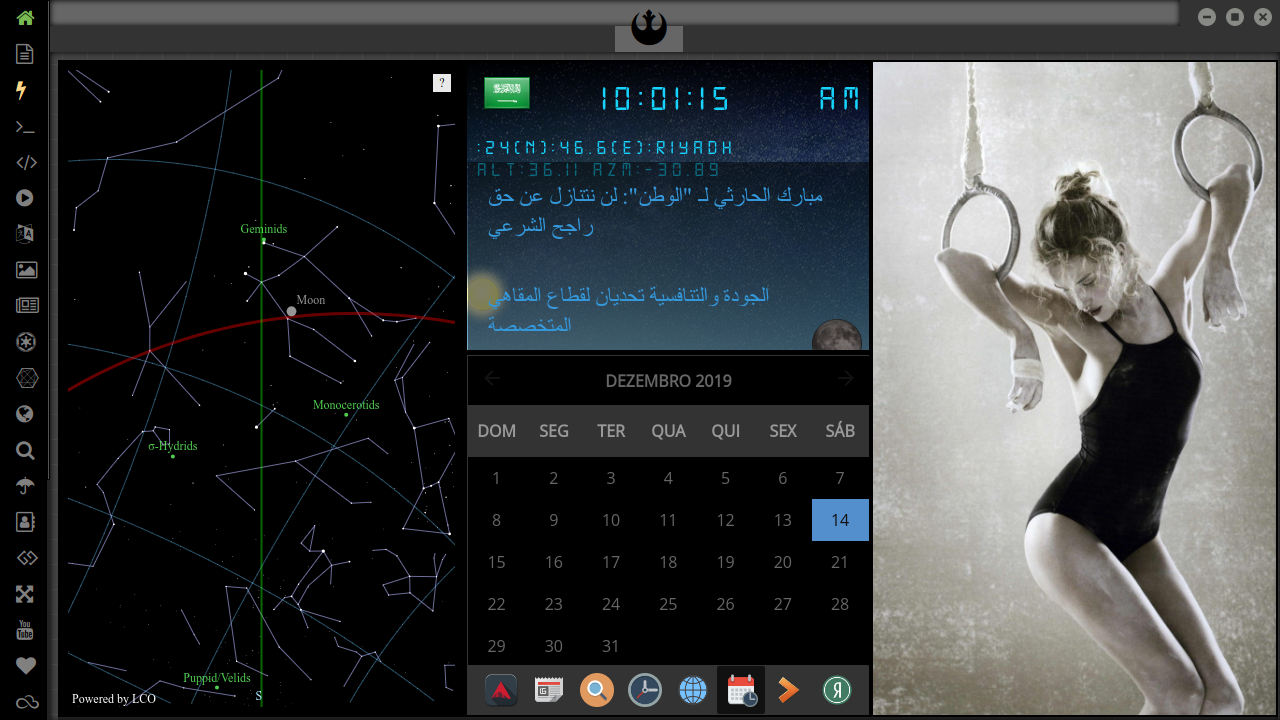 ?
Geminids
Moon
Monocerotids
σ-Hydrids
Puppid/Velids
S
Powered by LCO
10:01:15 AM
:24(N):46.6(E):RIYADH
ALT:36.11 AZM:-30.89
مبارك الحارثي لـ "الوطن": لن نتنازل عن حق
راجح الشرعي
الجودة والتنافسية تحديان لقطاع المقاهي
المتخصصة
DEZEMBRO 2019
DOM SEG TER QUA QUI SEX SÁB
1 2 3 4 5 6 7
8 9 10 11 12 13 14
15 16 17 18 19 20 21
22 23 24 25 26 27 28
29 30 31
You
Tube
Я